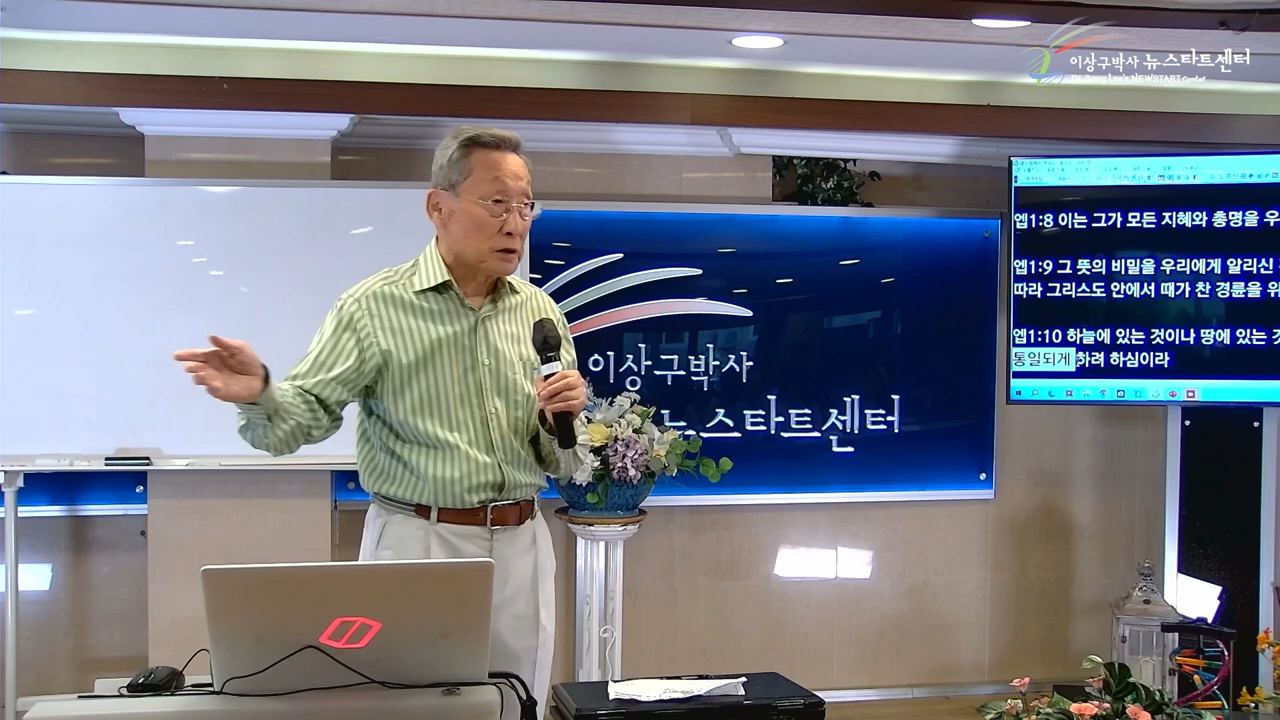 이상구박사 뉴스타트센터
Dr. Sang Lee's NEWSTART Center
엡1:8 이는 그가 모든 지혜와 총명을 우
엡1:9 그 뜻의 비밀을 우리에게 알리신
따라 그리스도 안에서 때가 찬 경륜을 위
엡1:10 하늘에 있는 것이나 땅에 있는
통일되게 하려 하심이라
이상구박사
뉴스타트센터